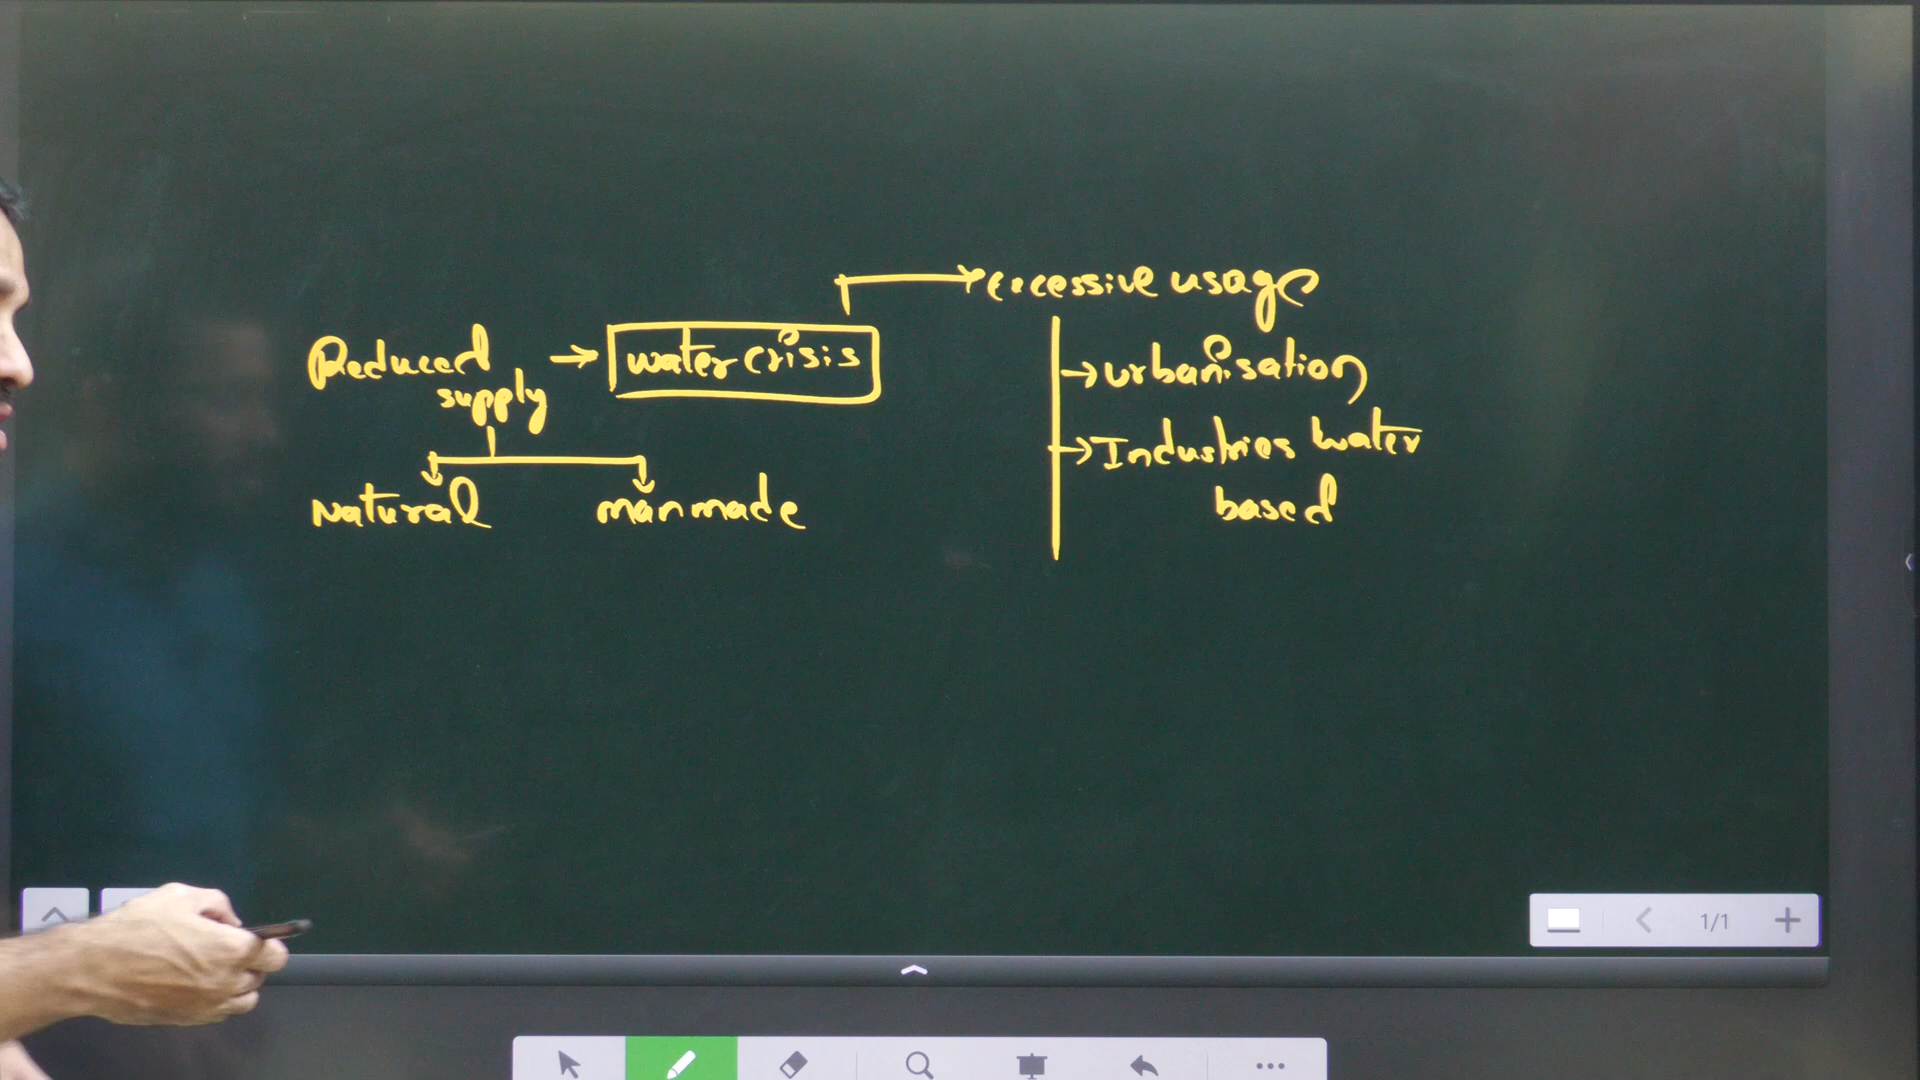 excessive usage
Reduced supply → water crisis
→ urbanisation
→ Industries water based
Natural
manmade
1/1